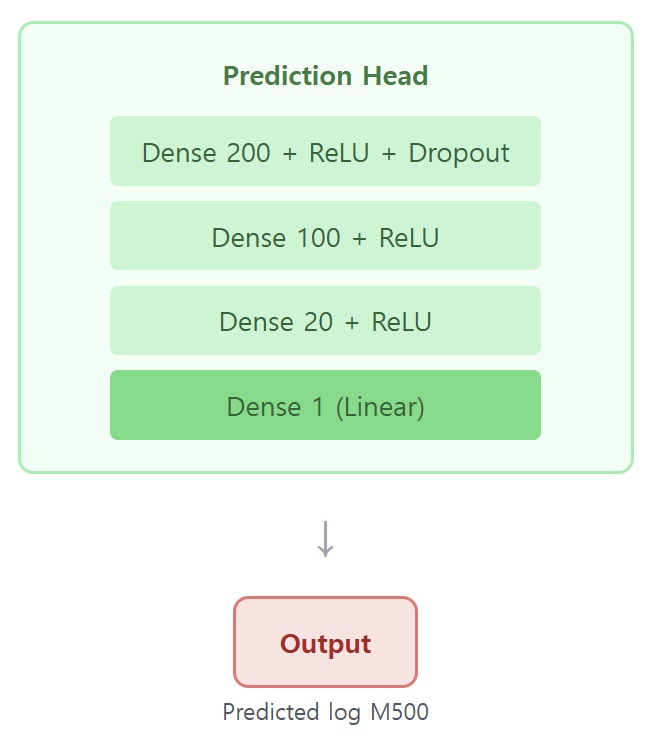 Prediction Head
Dense 200 + ReLU + Dropout
Dense 100 + ReLU
Dense 20 + ReLU
Dense 1 (Linear)
↓
Output
Predicted log M500